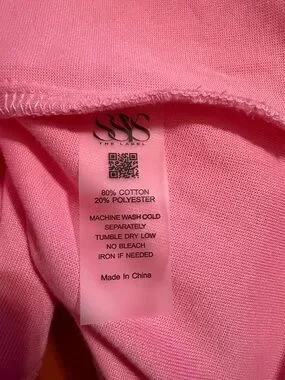 THE LABEL
80% COTTON
20% POLYESTER
MACHINE WASH COLD
SEPARATELY
TUMBLE DRY LOW
NO BLEACH
IRON IF NEEDED
Made In China